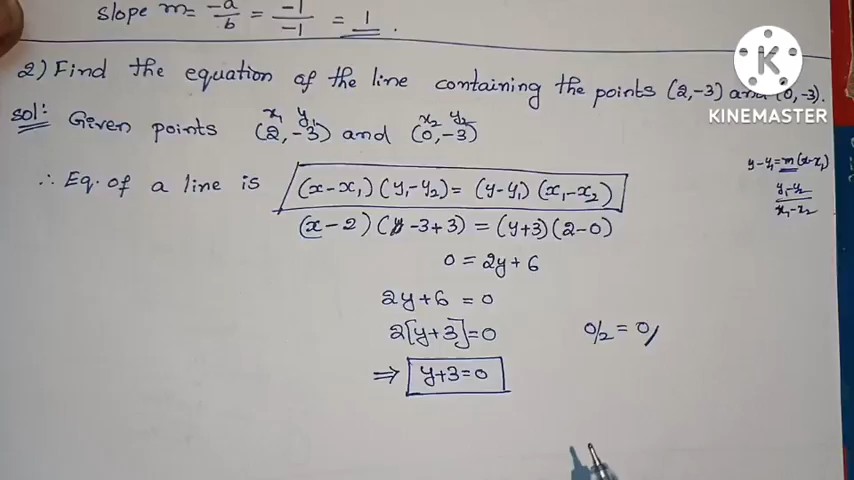 slope m = -a/b = -1/-1 = 1.
2) Find the equation of the line containing the points (2,-3) and (0,-3).
KINEMASTER
x1 y1 x2 y2
Sol: Given points (2,-3) and (0,-3)
y-y1=m(x-x1)
y1-y2/x1-x2
∴ Eq. of a line is (x-x1)(y1-y2)=(y-y1)(x1-x2)
(x-2)(-3+3)=(y+3)(2-0)
0=2y+6
2y+6=0
2[y+3]=0 0/2=0
⇒ y+3=0